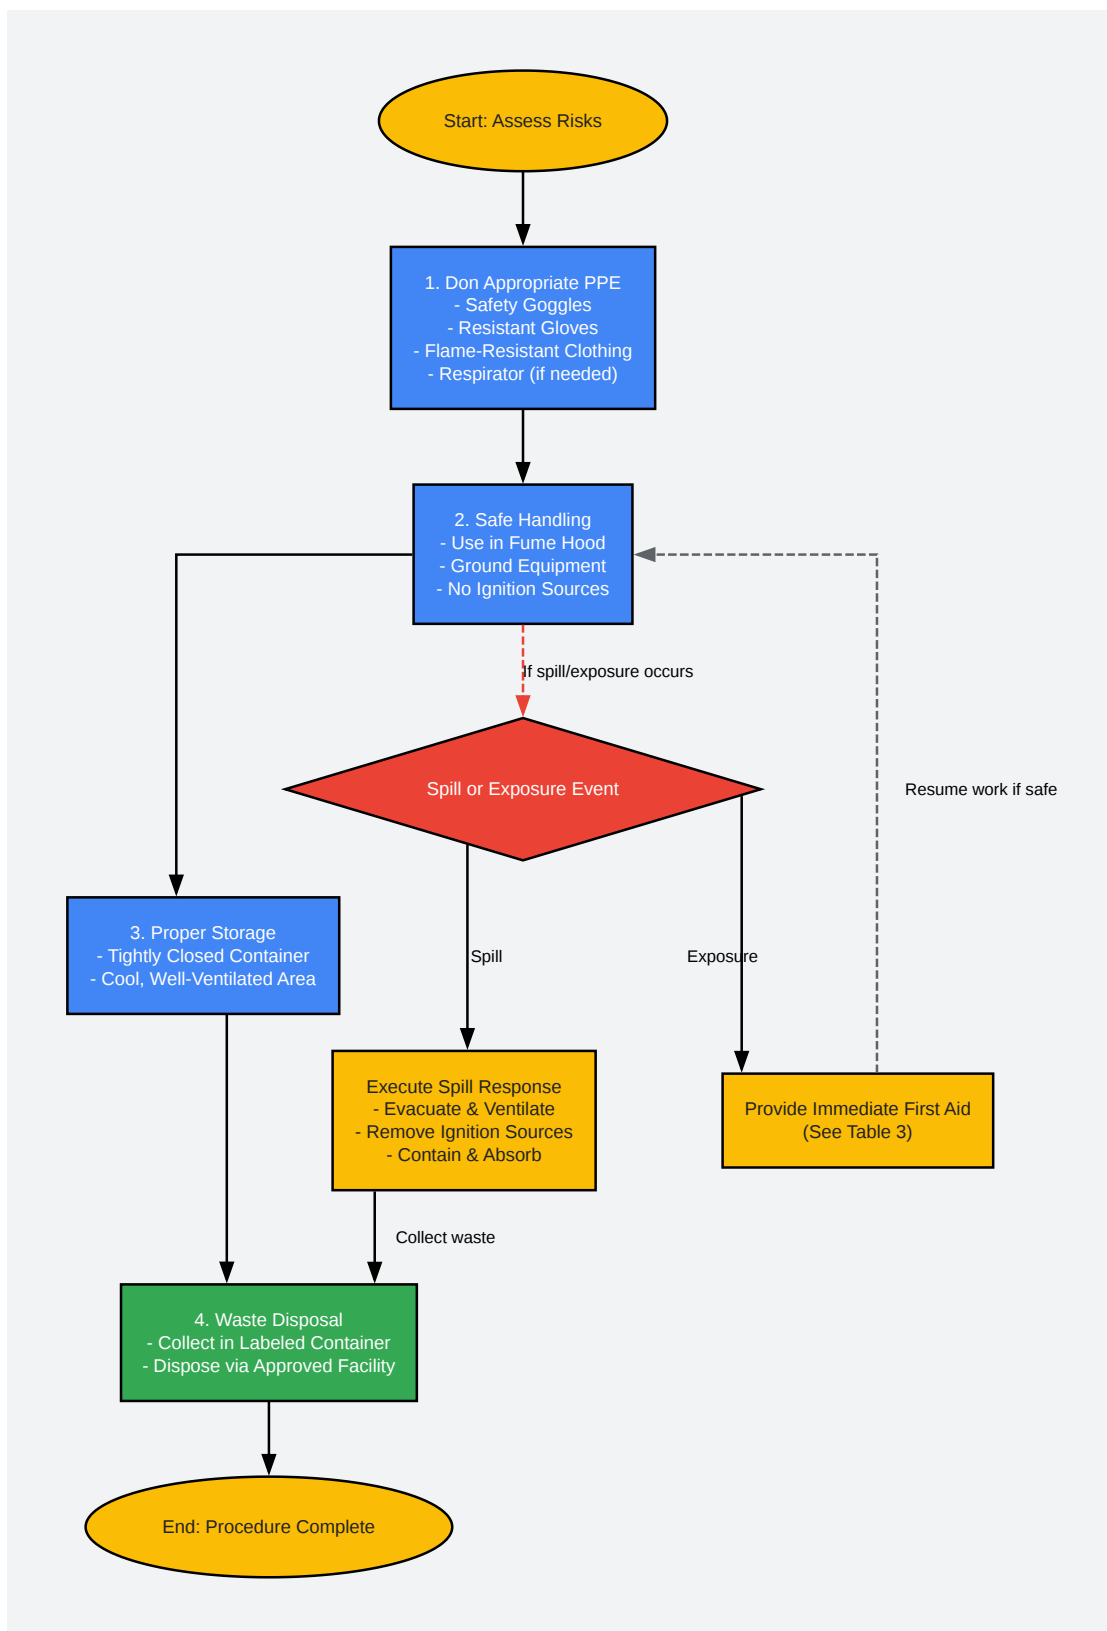 Start: Assess Risks
1. Don Appropriate PPE
- Safety Goggles
- Resistant Gloves
- Flame-Resistant Clothing
- Respirator (if needed)
2. Safe Handling
- Use in Fume Hood
- Ground Equipment
- No Ignition Sources
If spill/exposure occurs
Spill or Exposure Event
Resume work if safe
3. Proper Storage
- Tightly Closed Container
- Cool, Well-Ventilated Area
Spill
Exposure
Execute Spill Response
- Evacuate & Ventilate
- Remove Ignition Sources
- Contain & Absorb
Provide Immediate First Aid
(See Table 3)
Collect waste
4. Waste Disposal
- Collect in Labeled Container
- Dispose via Approved Facility
End: Procedure Complete